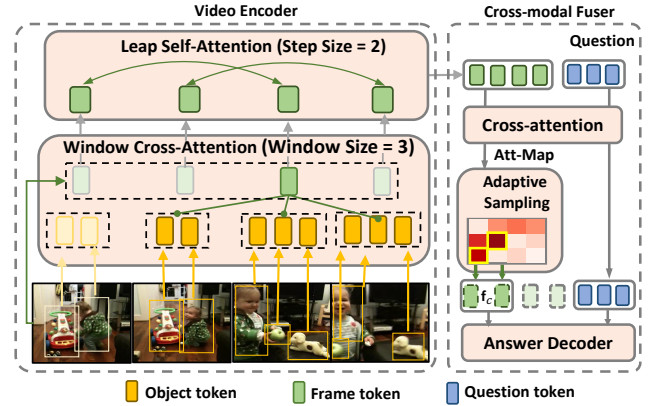 Video Encoder
Cross-modal Fuser
Leap Self-Attention (Step Size = 2)
Window Cross-Attention (Window Size = 3)
Question
Cross-attention
Att-Map
Adaptive
Sampling
f_c
Answer Decoder
Object token
Frame token
Question token